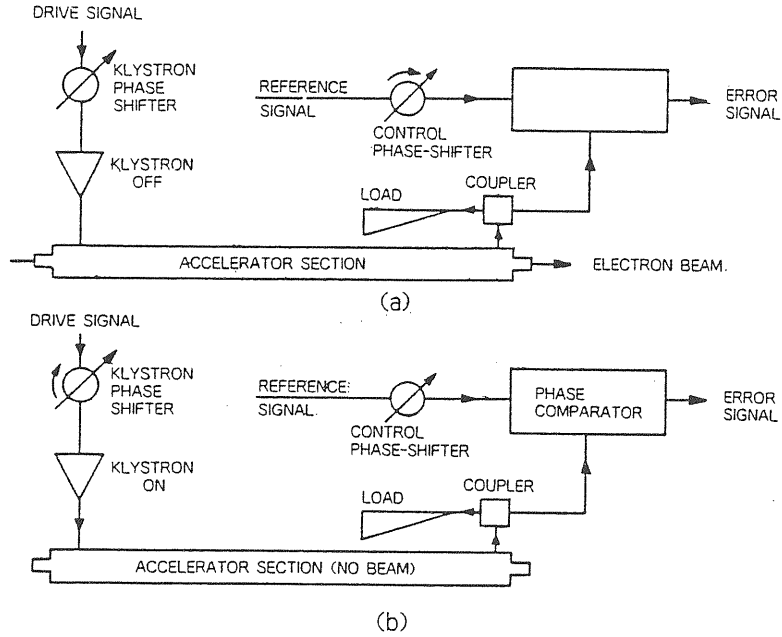 DRIVE SIGNAL
KLYSTRON
PHASE
SHIFTER
REFERENCE
SIGNAL
CONTROL
PHASE-SHIFTER
ERROR
SIGNAL
KLYSTRON
OFF
LOAD
COUPLER
ACCELERATOR SECTION
ELECTRON BEAM.
(a)
DRIVE SIGNAL
KLYSTRON
PHASE
SHIFTER
REFERENCE:
SIGNAL.
CONTROL
PHASE-SHIFTER
PHASE
COMPARATOR
ERROR
SIGNAL
KLYSTRON
ON
LOAD
COUPLER
ACCELERATOR SECTION (NO BEAM)
(b)